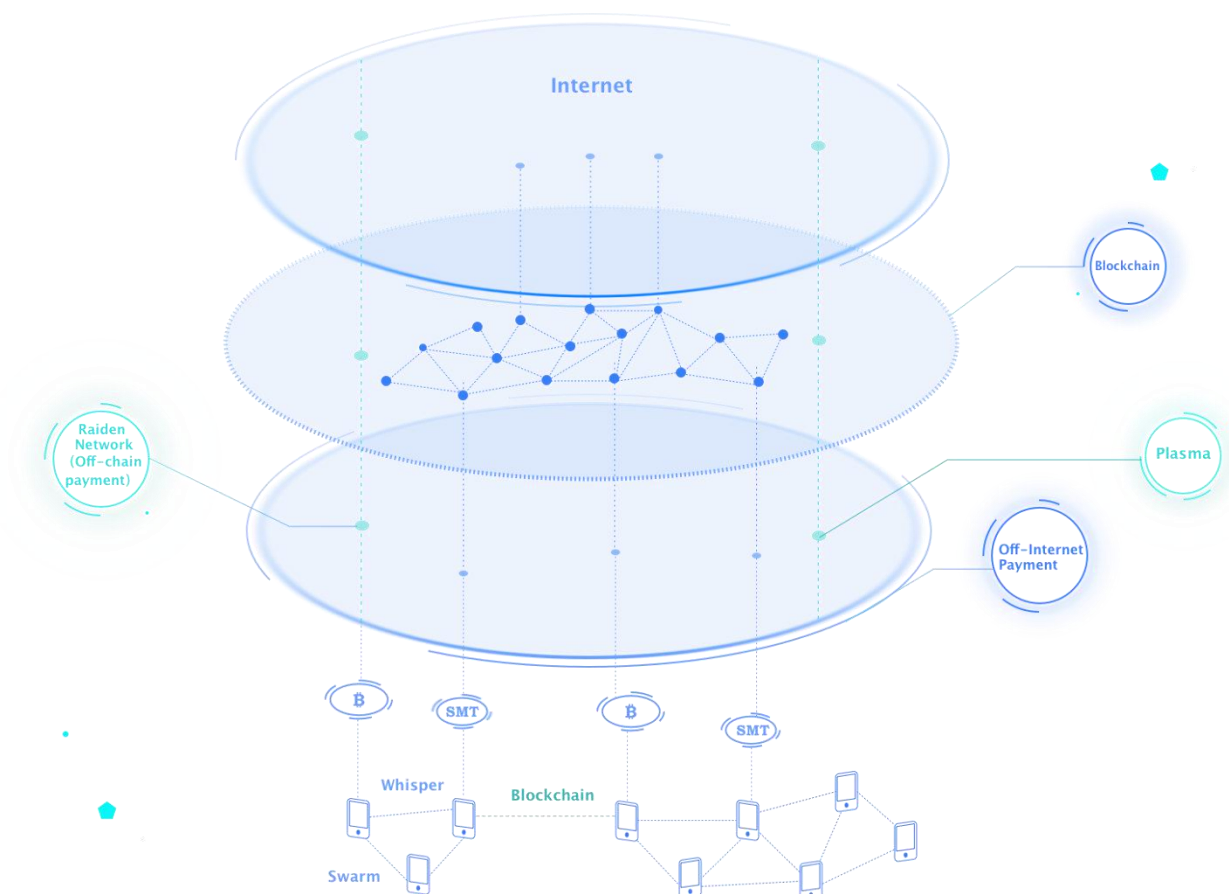 Internet
Blockchain
Raiden
Network
(Off-chain
payment)
Plasma
Off-Internet
Payment
₿
SMT
₿
SMT
Whisper
Blockchain
Swarm